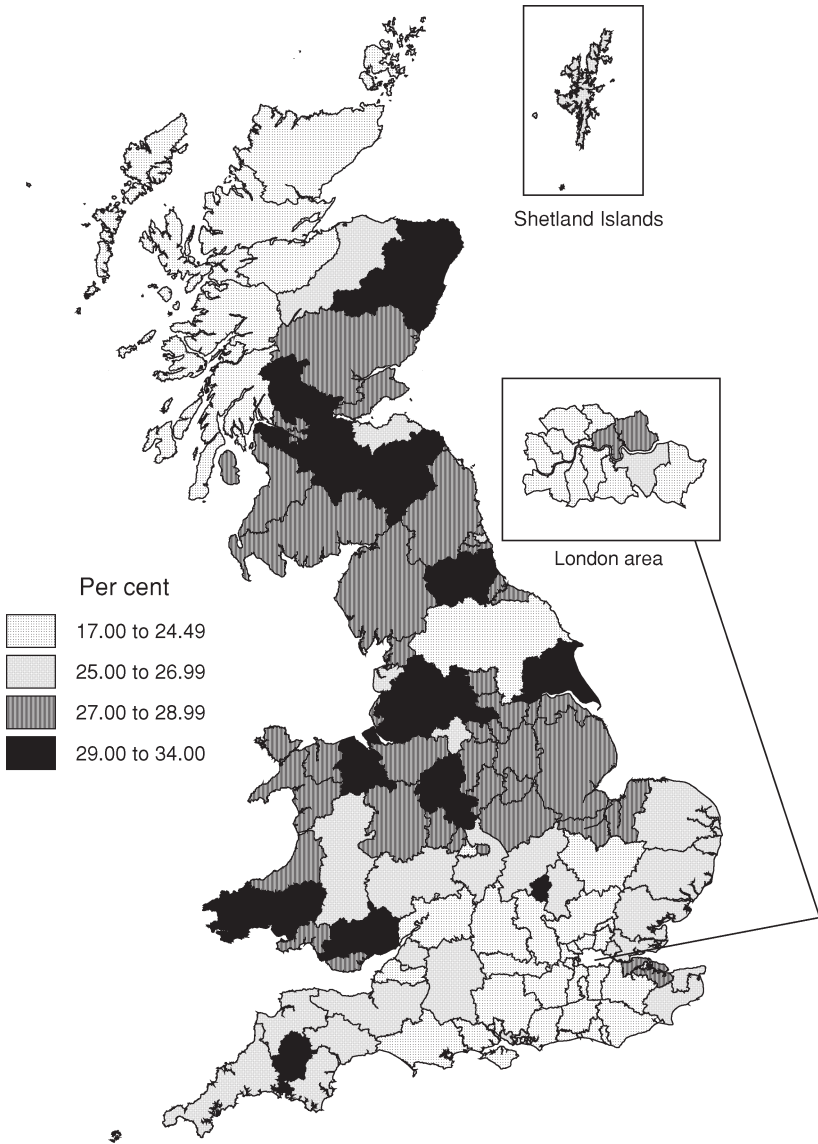 Shetland Islands
London area
Per cent
17.00 to 24.49
25.00 to 26.99
27.00 to 28.99
29.00 to 34.00